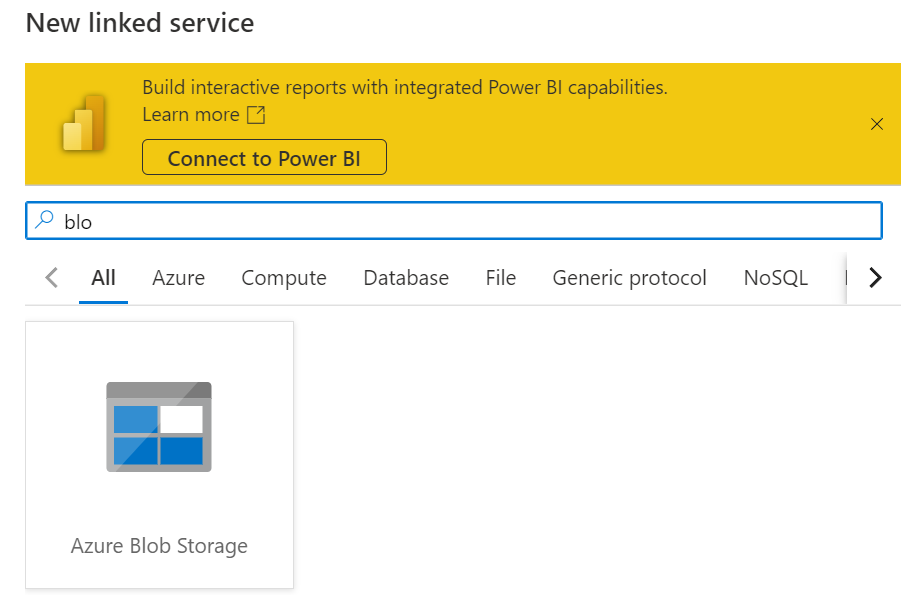 New linked service
Build interactive reports with integrated Power BI capabilities.
Learn more
Connect to Power BI
blo
All Azure Compute Database File Generic protocol NoSQL
Azure Blob Storage